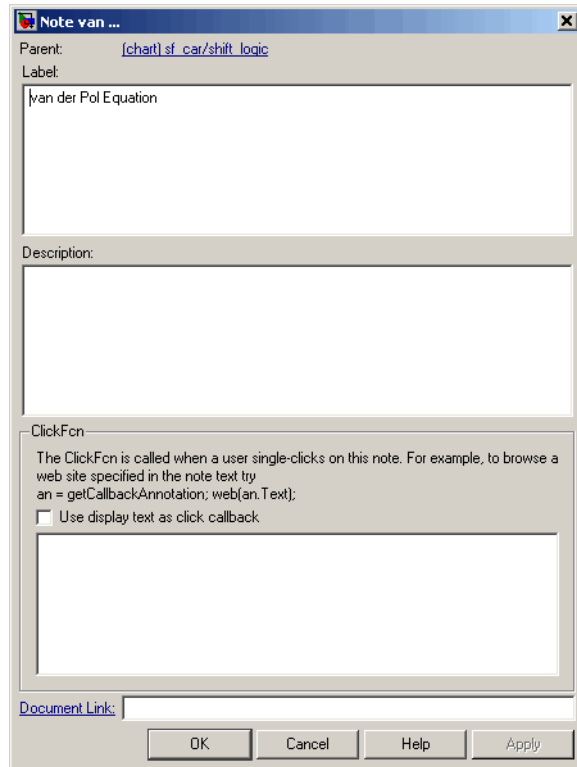 Note van ...
Parent: (chart) sf_car/shift_logic
Label:
van der Pol Equation
Description:
ClickFcn
The ClickFcn is called when a user single-clicks on this note. For example, to browse a
web site specified in the note text try
an = getCallbackAnnotation; web(an.Text);
Use display text as click callback
Document Link:
OK Cancel Help Apply